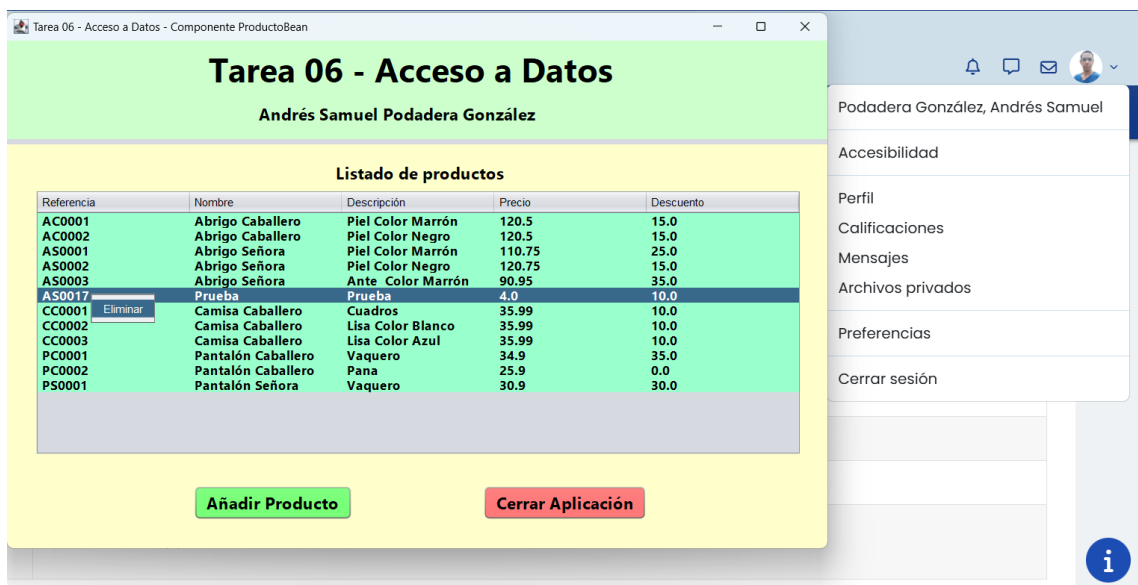 Tarea 06 - Acceso a Datos - Componente ProductoBean
Tarea 06 - Acceso a Datos
Andrés Samuel Podadera González
Listado de productos
Referencia Nombre Descripción Precio Descuento
AC0001 Abrigo Caballero Piel Color Marrón 120.5 15.0
AC0002 Abrigo Caballero Piel Color Negro 120.5 15.0
AS0001 Abrigo Señora Piel Color Marrón 110.75 25.0
AS0002 Abrigo Señora Piel Color Negro 120.75 15.0
AS0003 Abrigo Señora Ante Color Marrón 90.95 35.0
AS0017 Prueba Prueba 4.0 10.0
Eliminar
CC0001 Camisa Caballero Cuadros 35.99 10.0
CC0002 Camisa Caballero Lisa Color Blanco 35.99 10.0
CC0003 Camisa Caballero Lisa Color Azul 35.99 10.0
PC0001 Pantalón Caballero Vaquero 34.9 35.0
PC0002 Pantalón Caballero Pana 25.9 0.0
PS0001 Pantalón Señora Vaquero 30.9 30.0
Añadir Producto
Cerrar Aplicación
Podadera González, Andrés Samuel
Accesibilidad
Perfil
Calificaciones
Mensajes
Archivos privados
Preferencias
Cerrar sesión
i